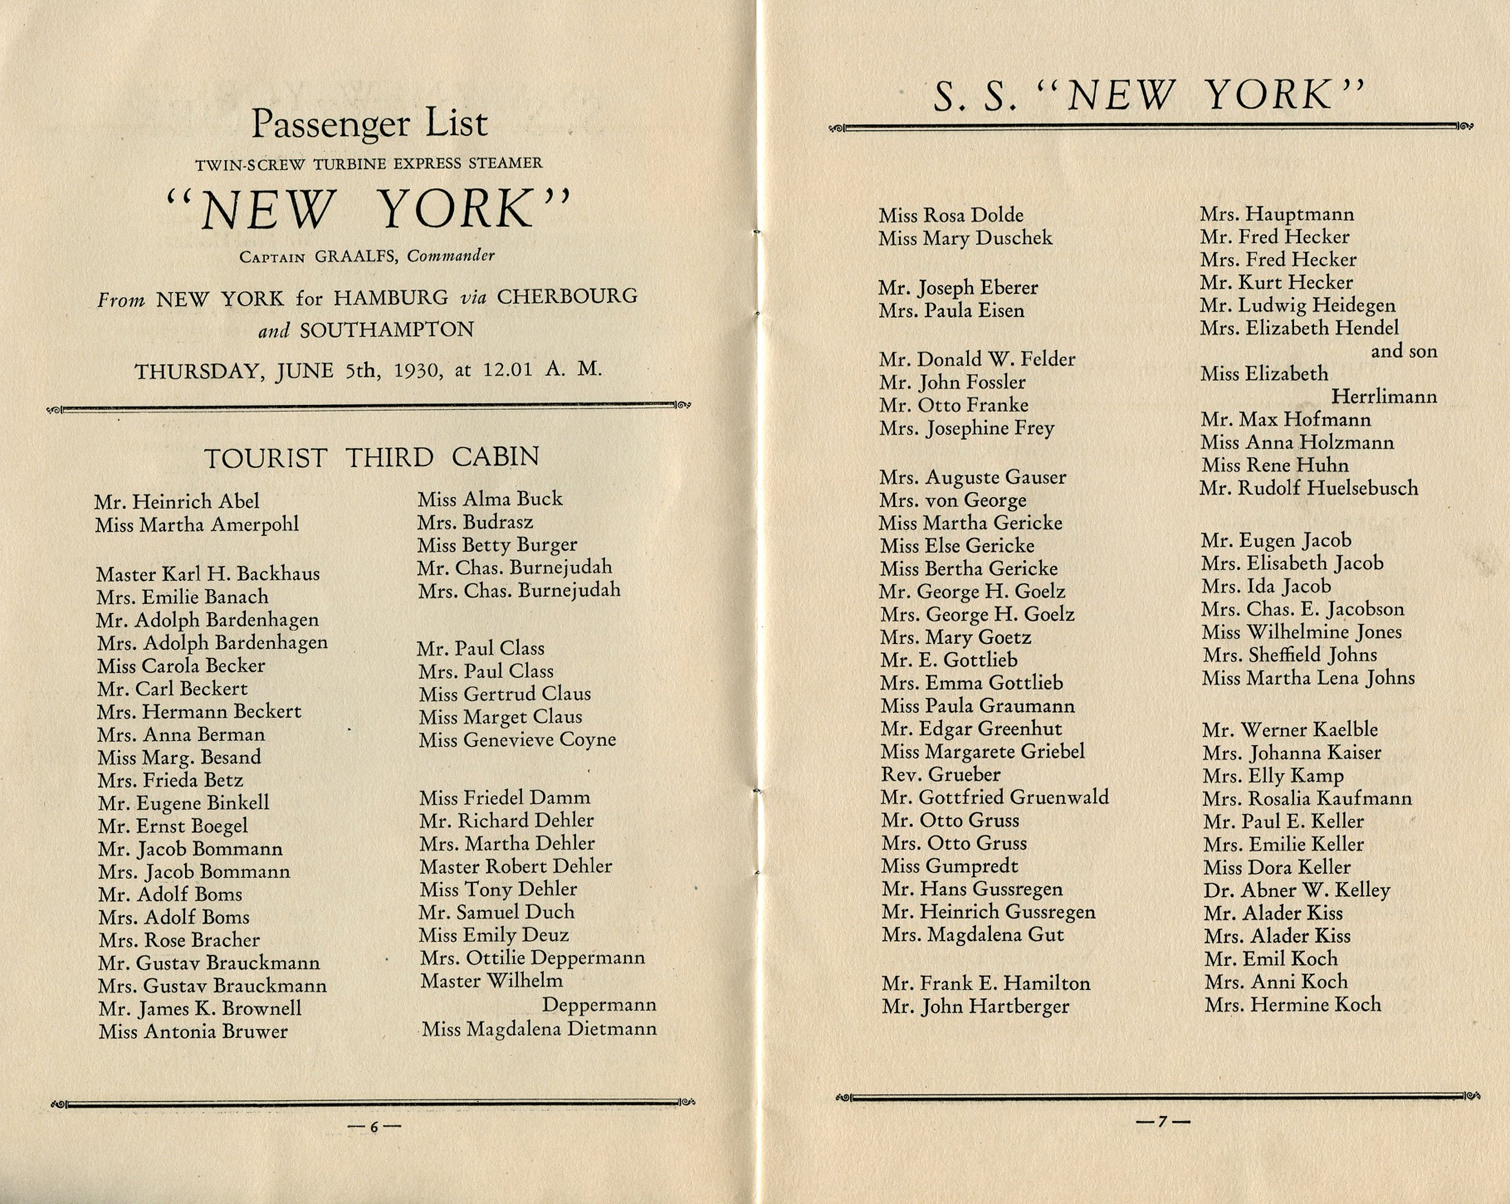 Passenger List
TWIN-SCREW TURBINE EXPRESS STEAMER
"NEW YORK"
CAPTAIN GRAALFS, Commander
From NEW YORK for HAMBURG via CHERBOURG
and SOUTHAMPTON
THURSDAY, JUNE 5th, 1930, at 12.01 A. M.
TOURIST THIRD CABIN
Mr. Heinrich Abel
Miss Martha Amerpohl
Master Karl H. Backhaus
Mrs. Emilie Banach
Mr. Adolph Bardenhagen
Mrs. Adolph Bardenhagen
Miss Carola Becker
Mr. Carl Beckert
Mrs. Hermann Beckert
Mrs. Anna Berman
Miss Marg. Besand
Mrs. Frieda Betz
Mr. Eugene Binkell
Mr. Ernst Boegel
Mr. Jacob Bommann
Mrs. Jacob Bommann
Mr. Adolf Boms
Mrs. Adolf Boms
Mrs. Rose Bracher
Mr. Gustav Brauckmann
Mrs. Gustav Brauckmann
Mr. James K. Brownell
Miss Antonia Bruwer
Miss Alma Buck
Mrs. Budrasz
Miss Betty Burger
Mr. Chas. Burnejudah
Mrs. Chas. Burnejudah
Mr. Paul Class
Mrs. Paul Class
Miss Gertrud Claus
Miss Marget Claus
Miss Genevieve Coyne
Miss Friedel Damm
Mr. Richard Dehler
Mrs. Martha Dehler
Master Robert Dehler
Miss Tony Dehler
Mr. Samuel Duch
Miss Emily Deuz
Mrs. Ottilie Deppermann
Master Wilhelm
Deppermann
Miss Magdalena Dietmann
— 6 —
S. S. "NEW YORK"
Miss Rosa Dolde
Miss Mary Duschek
Mr. Joseph Eberer
Mrs. Paula Eisen
Mr. Donald W. Felder
Mr. John Fossler
Mr. Otto Franke
Mrs. Josephine Frey
Mrs. Auguste Gauser
Mrs. von George
Miss Martha Gericke
Miss Else Gericke
Miss Bertha Gericke
Mr. George H. Goelz
Mrs. George H. Goelz
Mrs. Mary Goetz
Mr. E. Gottlieb
Mrs. Emma Gottlieb
Miss Paula Graumann
Mr. Edgar Greenhut
Miss Margarete Griebel
Rev. Grueber
Mr. Gottfried Gruenwald
Mr. Otto Gruss
Mrs. Otto Gruss
Miss Gumpredt
Mr. Hans Gussregen
Mr. Heinrich Gussregen
Mrs. Magdalena Gut
Mr. Frank E. Hamilton
Mr. John Hartberger
Mrs. Hauptmann
Mr. Fred Hecker
Mrs. Fred Hecker
Mr. Kurt Hecker
Mr. Ludwig Heidegen
Mrs. Elizabeth Hendel
and son
Miss Elizabeth
Herrlimann
Mr. Max Hofmann
Miss Anna Holzmann
Miss Rene Huhn
Mr. Rudolf Huelsebusch
Mr. Eugen Jacob
Mrs. Elisabeth Jacob
Mrs. Ida Jacob
Mrs. Chas. E. Jacobson
Miss Wilhelmine Jones
Mrs. Sheffield Johns
Miss Martha Lena Johns
Mr. Werner Kaelble
Mrs. Johanna Kaiser
Mrs. Elly Kamp
Mrs. Rosalia Kaufmann
Mr. Paul E. Keller
Mrs. Emilie Keller
Miss Dora Keller
Dr. Abner W. Kelley
Mr. Alader Kiss
Mrs. Alader Kiss
Mr. Emil Koch
Mrs. Anni Koch
Mrs. Hermine Koch
— 7 —